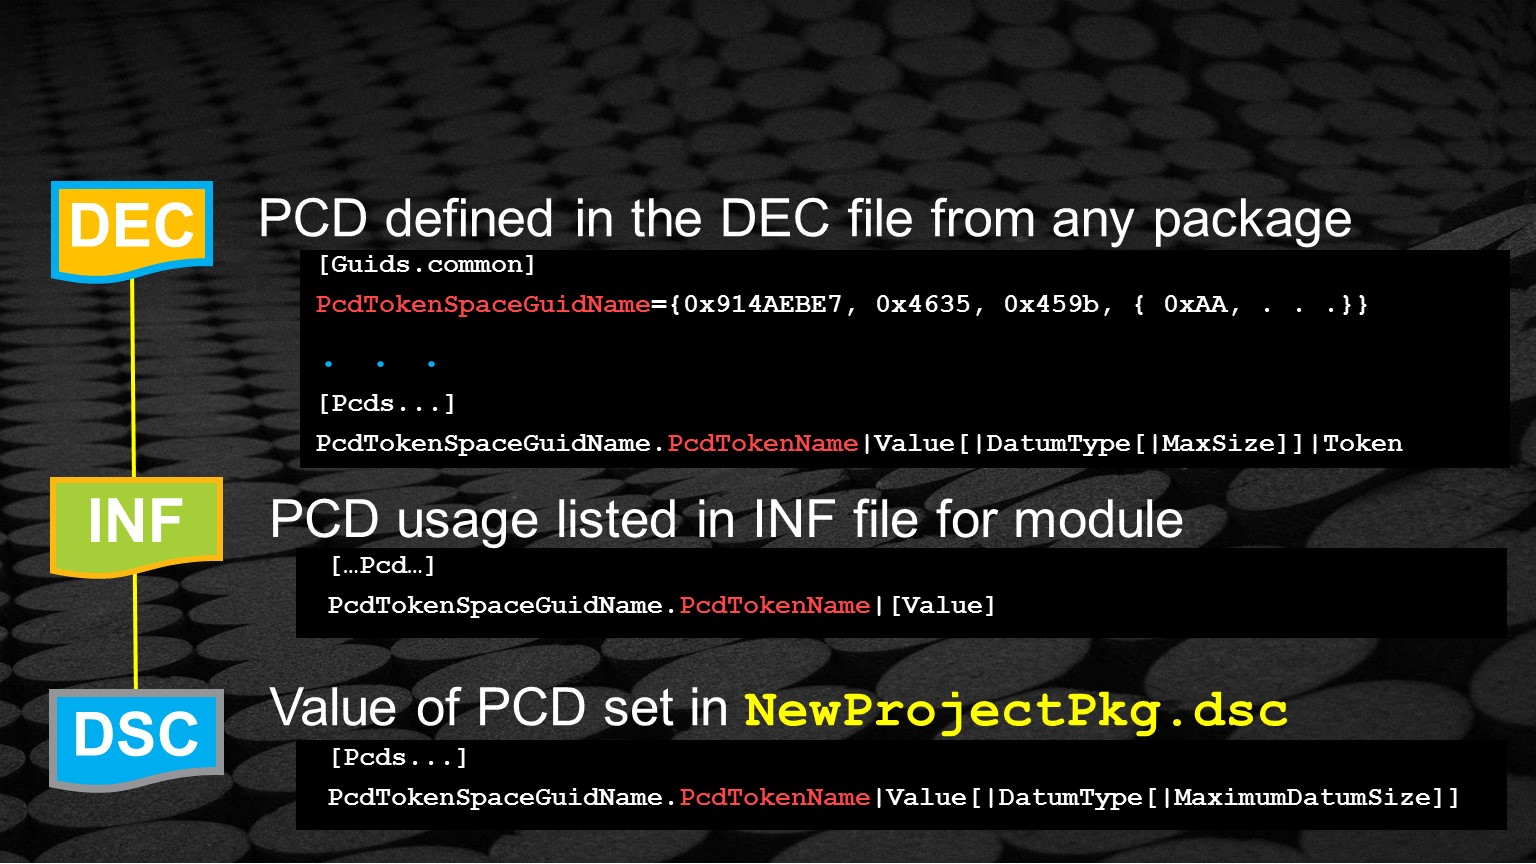 DEC
PCD defined in the DEC file from any package
[Guids.common]
PcdTokenSpaceGuidName={0x914AEBE7, 0x4635, 0x459b, { 0xAA, . . .}}
. . .
[Pcds...]
PcdTokenSpaceGuidName.PcdTokenName|Value[|DatumType[|MaxSize]]|Token
INF
PCD usage listed in INF file for module
[…Pcd…]
PcdTokenSpaceGuidName.PcdTokenName|[Value]
DSC
Value of PCD set in NewProjectPkg.dsc
[Pcds...]
PcdTokenSpaceGuidName.PcdTokenName|Value[|DatumType[|MaximumDatumSize]]